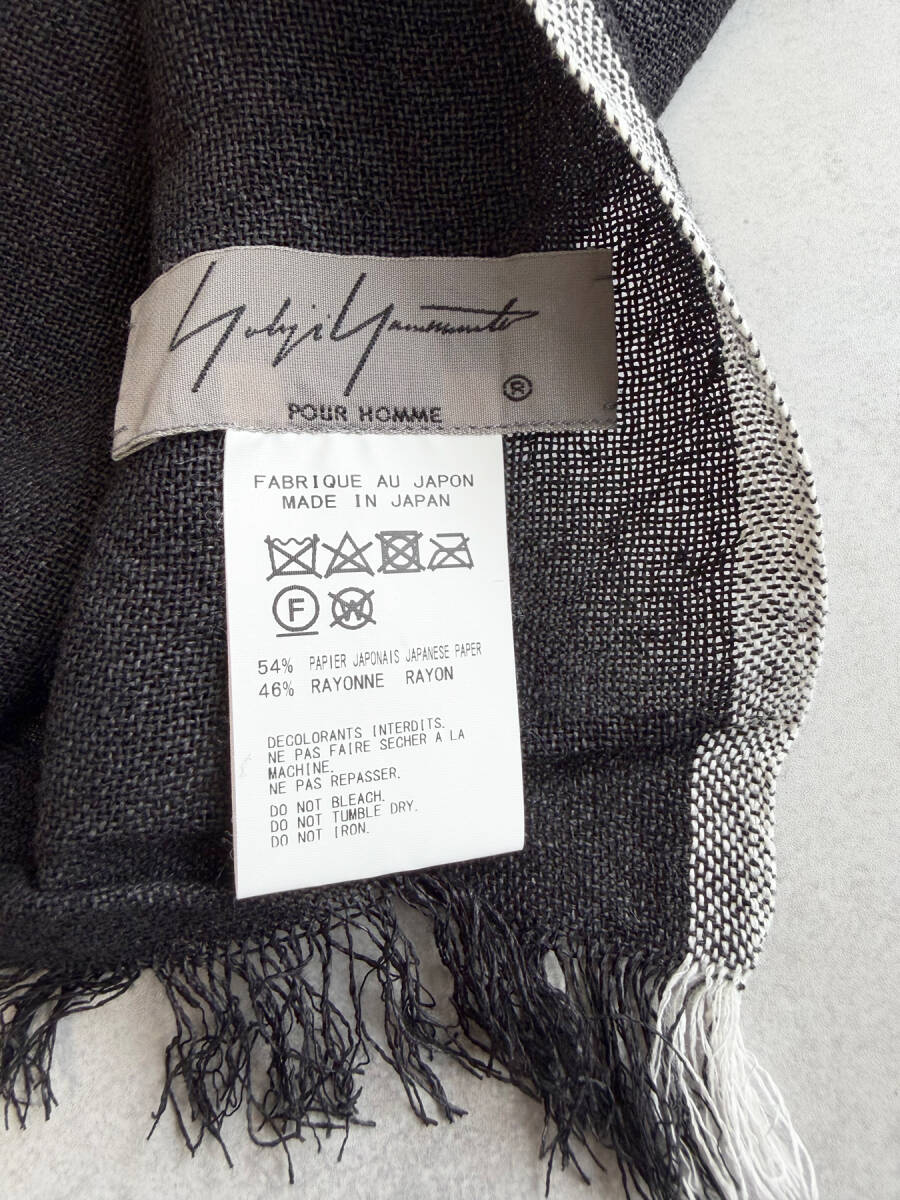 Yohji Yamamoto
®
POUR HOMME
FABRIQUE AU JAPON
MADE IN JAPAN
F
W
54% PAPIER JAPONAIS JAPANESE PAPER
46% RAYONNE RAYON
DECOLORANTS INTERDITS.
NE PAS FAIRE SECHER A LA
MACHINE.
NE PAS REPASSER.
DO NOT BLEACH.
DO NOT TUMBLE DRY.
DO NOT IRON.